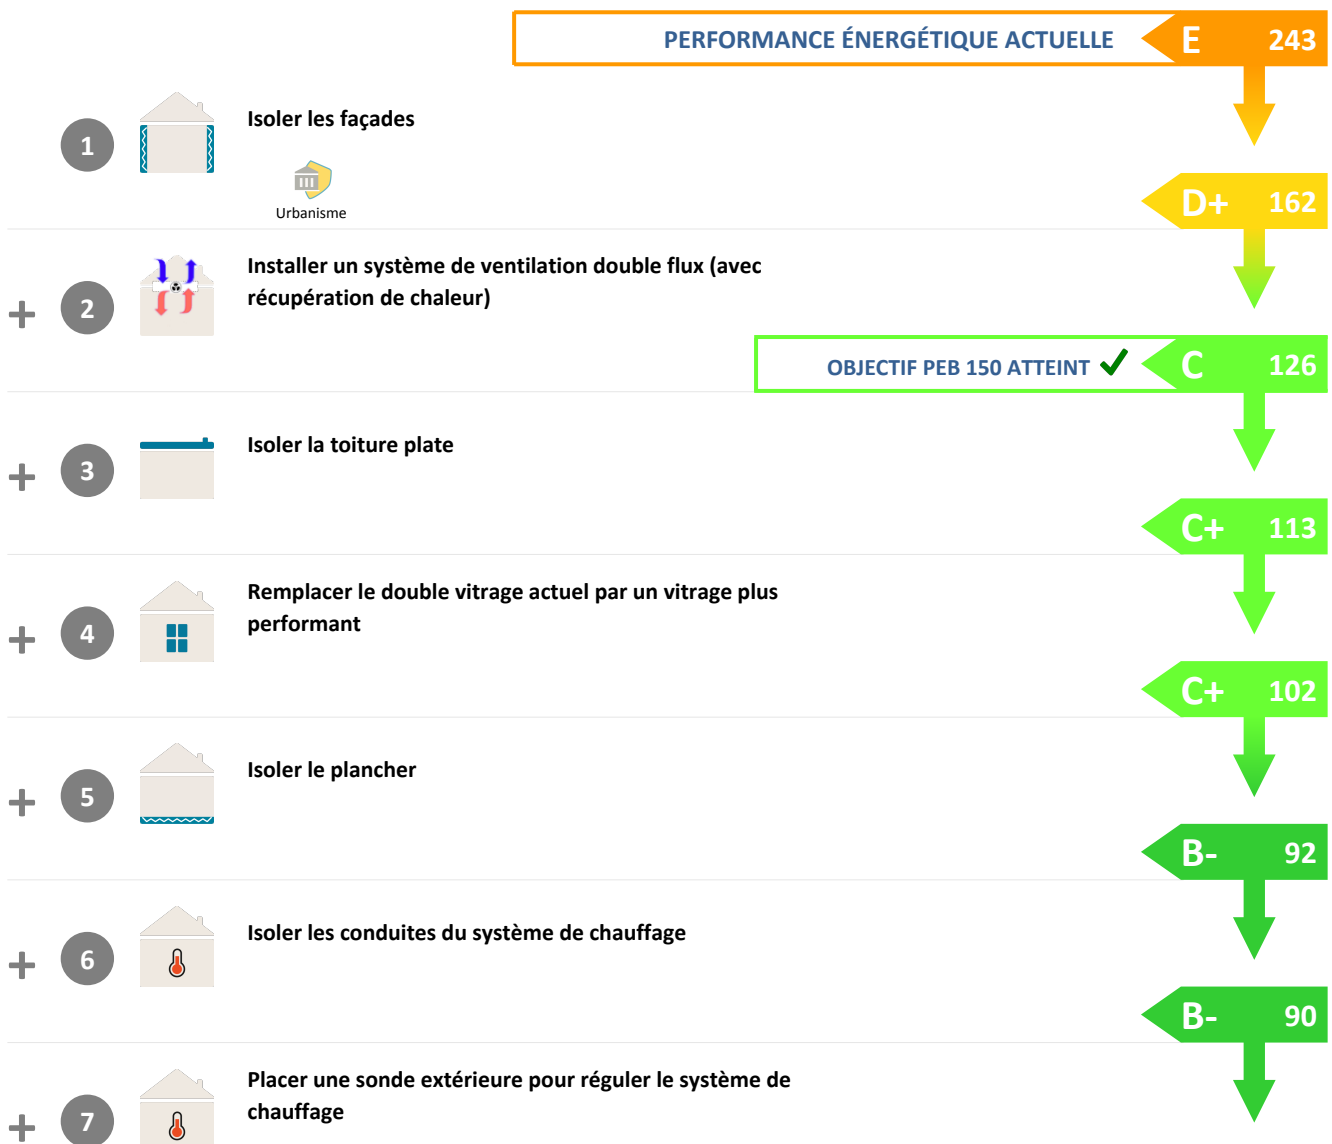 PERFORMANCE ÉNERGÉTIQUE ACTUELLE E 243
1 Isoler les façades
Urbanisme
D+ 162
+ 2 Installer un système de ventilation double flux (avec
récupération de chaleur)
OBJECTIF PEB 150 ATTEINT ✓ C 126
+ 3 Isoler la toiture plate
C+ 113
+ 4 Remplacer le double vitrage actuel par un vitrage plus
performant
C+ 102
+ 5 Isoler le plancher
B- 92
+ 6 Isoler les conduites du système de chauffage
B- 90
+ 7 Placer une sonde extérieure pour réguler le système de
chauffage